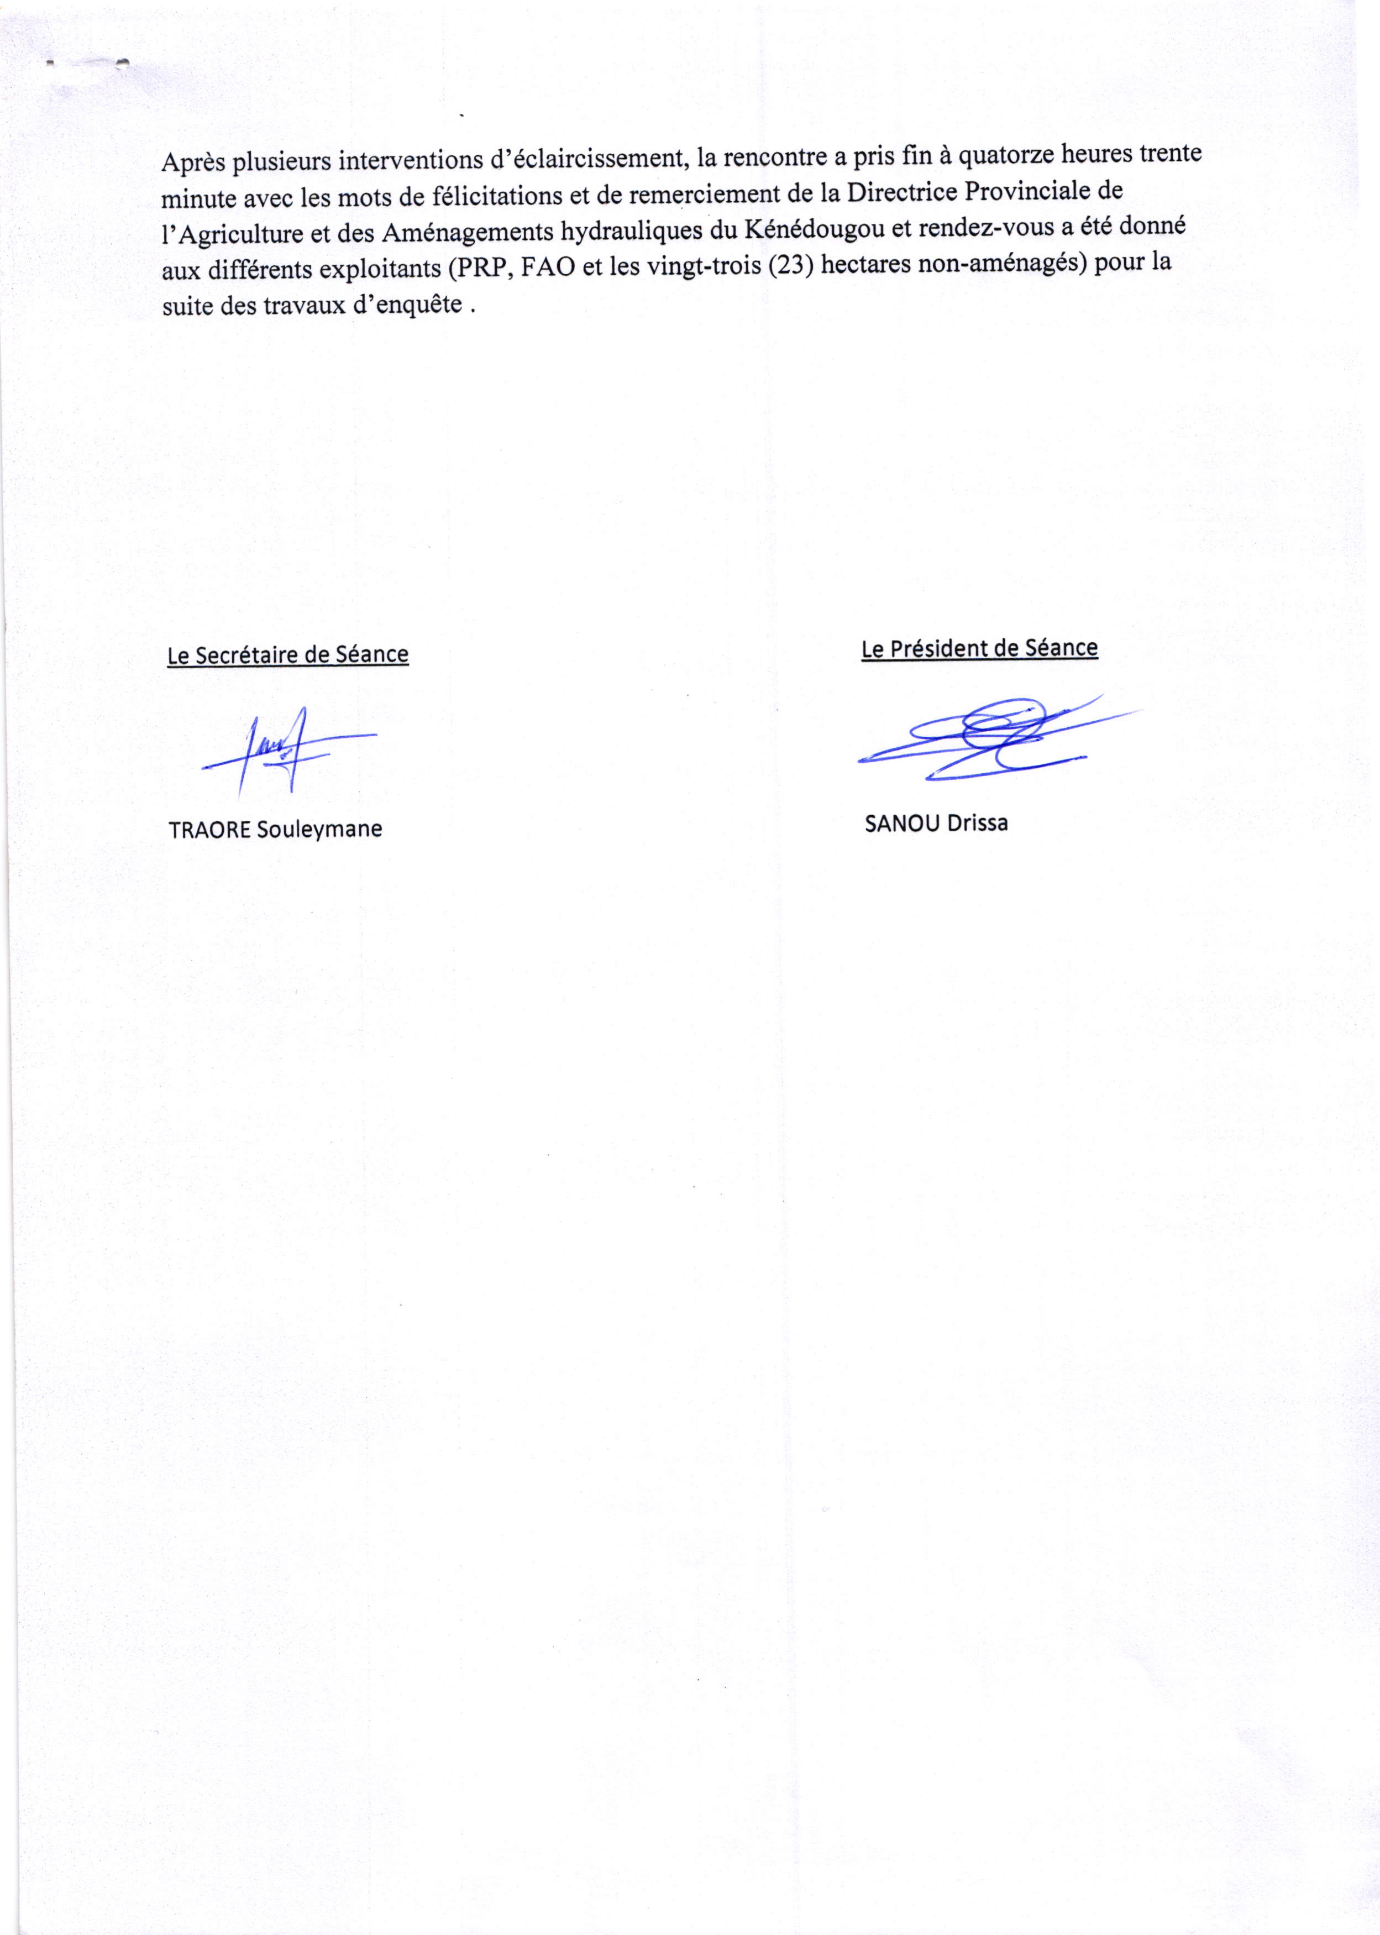 Après plusieurs interventions d’éclaircissement, la rencontre a pris fin à quatorze heures trente
minute avec les mots de félicitations et de remerciement de la Directrice Provinciale de
l’Agriculture et des Aménagements hydrauliques du Kénédougou et rendez-vous a été donné
aux différents exploitants (PRP, FAO et les vingt-trois (23) hectares non-aménagés) pour la
suite des travaux d’enquête .
Le Secrétaire de Séance
Le Président de Séance
TRAORE Souleymane
SANOU Drissa